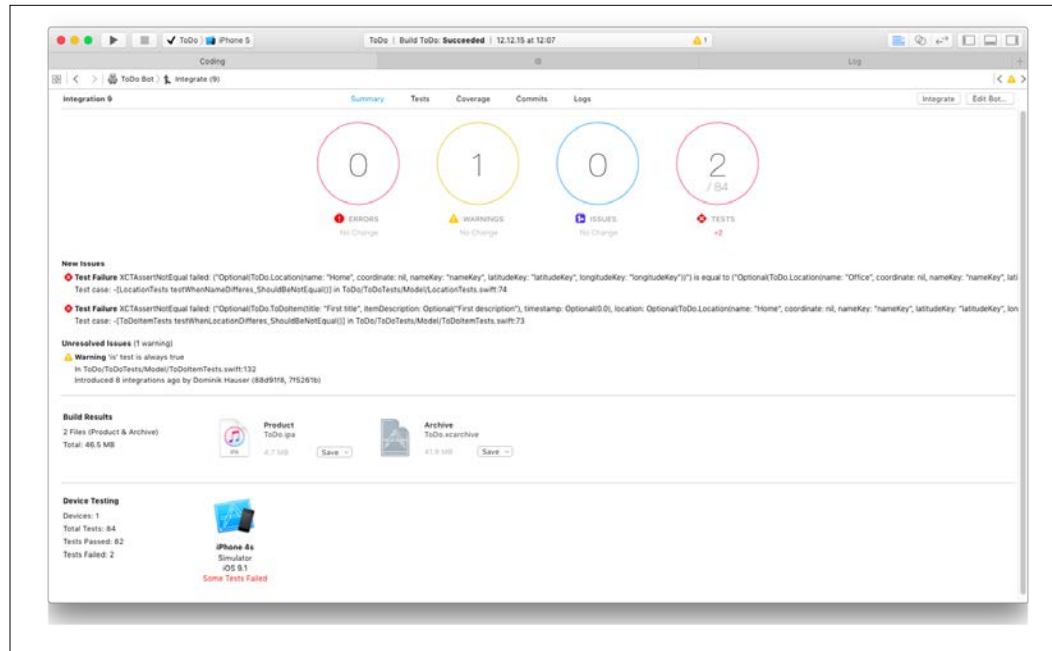 ToDo iPhone 5
ToDo | Build ToDo: Succeeded | 12.12.15 at 12:07 1
Coding Log
ToDo Bot Integrate (9)
Integration 9 Summary Tests Coverage Commits Logs Integrate Edit Bot...
0 1 0 2
/ 84
ERRORS WARNINGS ISSUES TESTS
No Change No Change No Change +2
New Issues
Test Failure XCTAssertNotEqual failed: ("Optional(ToDo.Location(name: "Home", coordinate: nil, nameKey: "nameKey", latitudeKey: "latitudeKey", longitudeKey: "longitudeKey"))") is equal to ("Optional(ToDo.Location(name: "Office", coordinate: nil, nameKey: "nameKey", lati
Test case: -[LocationTests testWhenNameDifferes_ShouldBeNotEqual()] in ToDo/ToDoTests/Model/LocationTests.swift:74
Test Failure XCTAssertNotEqual failed: ("Optional(ToDo.ToDoItem(title: "First title", itemDescription: Optional("First description"), timestamp: Optional(0.0), location: Optional(ToDo.Location(name: "Home", coordinate: nil, nameKey: "nameKey", latitudeKey: "latitudeKey", lon
Test case: -[ToDoItemTests testWhenLocationDifferes_ShouldBeNotEqual()] in ToDo/ToDoTests/Model/ToDoItemTests.swift:73
Unresolved Issues (1 warning)
Warning 'is' test is always true
In ToDo/ToDoTests/Model/ToDoItemTests.swift:132
Introduced 8 integrations ago by Dominik Hauser (88d91f8, 7f5261b)
Build Results
2 Files (Product & Archive)
Total: 46.5 MB
Product
ToDo.ipa
4.7 MB Save
Archive
ToDo.xcarchive
41.9 MB Save
Device Testing
Devices: 1
Total Tests: 84
Tests Passed: 82
Tests Failed: 2
iPhone 4s
Simulator
iOS 9.1
Some Tests Failed